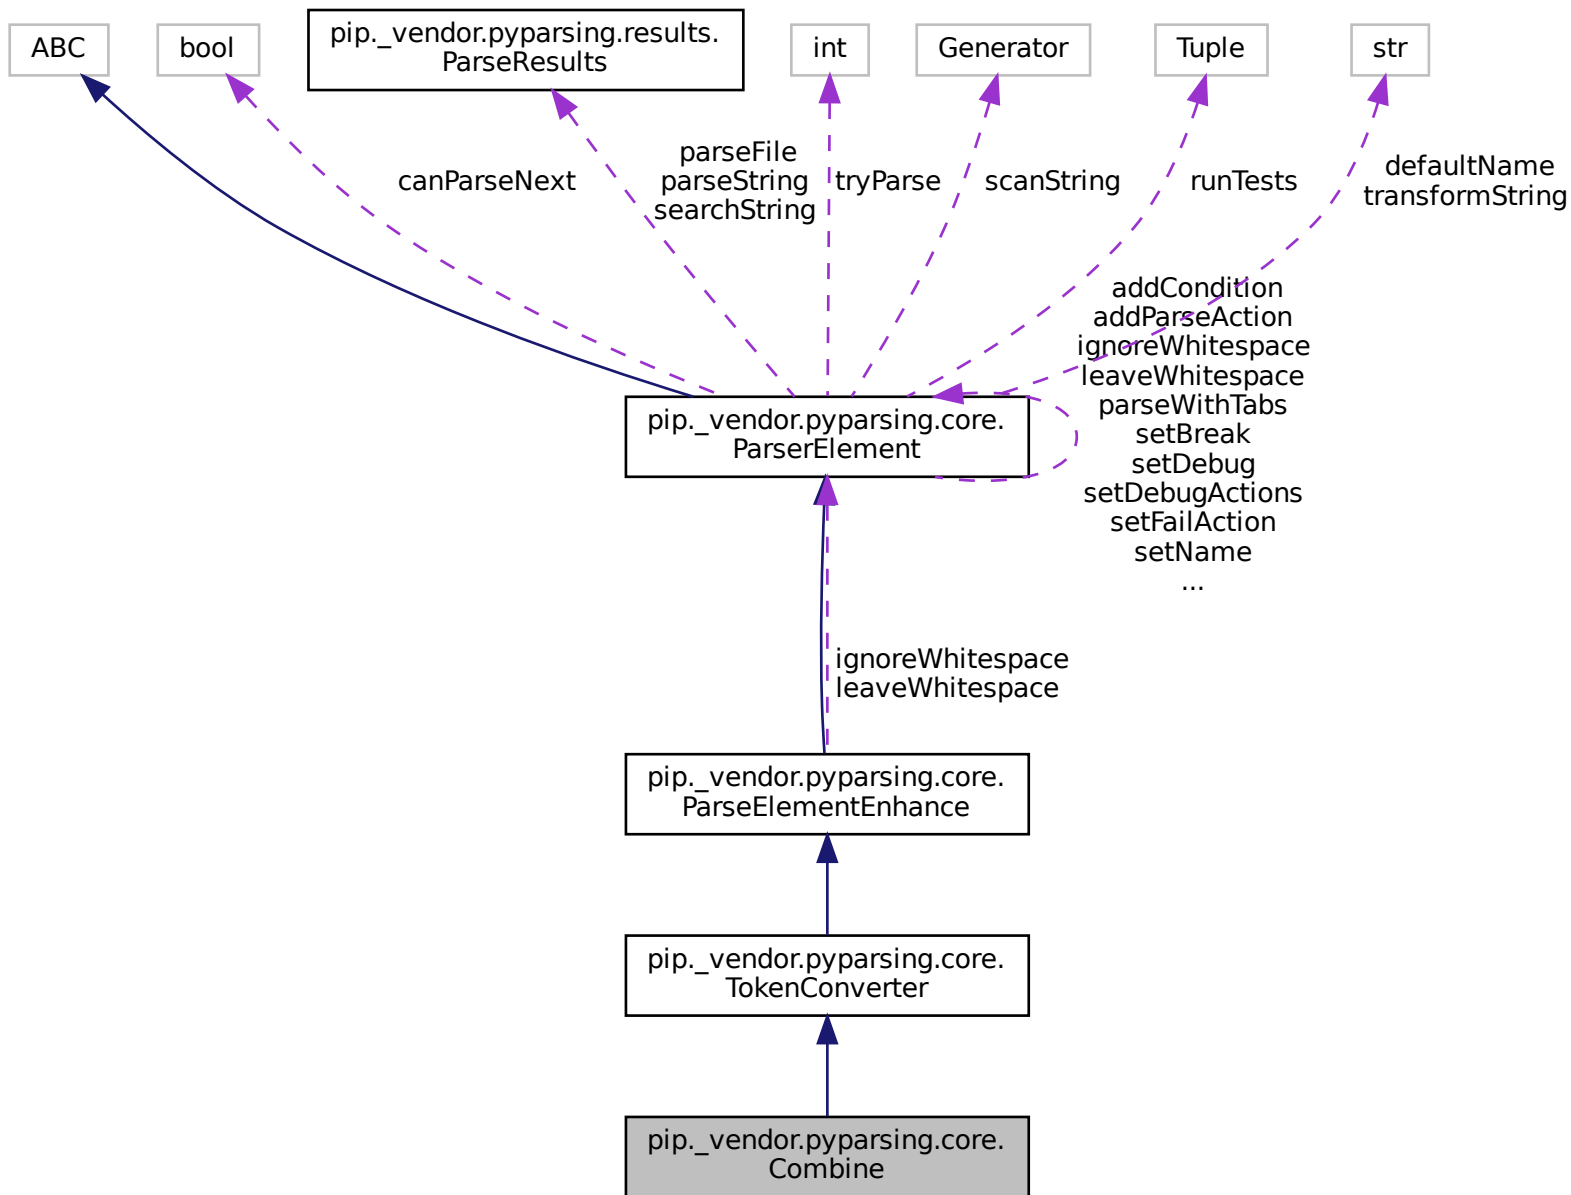 ABC
bool
pip._vendor.pyparsing.results.
ParseResults
int
Generator
Tuple
str
canParseNext
parseFile
parseString
searchString
tryParse
scanString
runTests
defaultName
transformString
addCondition
addParseAction
ignoreWhitespace
leaveWhitespace
parseWithTabs
setBreak
setDebug
setDebugActions
setFailAction
setName
...
pip._vendor.pyparsing.core.
ParserElement
ignoreWhitespace
leaveWhitespace
pip._vendor.pyparsing.core.
ParseElementEnhance
pip._vendor.pyparsing.core.
TokenConverter
pip._vendor.pyparsing.core.
Combine